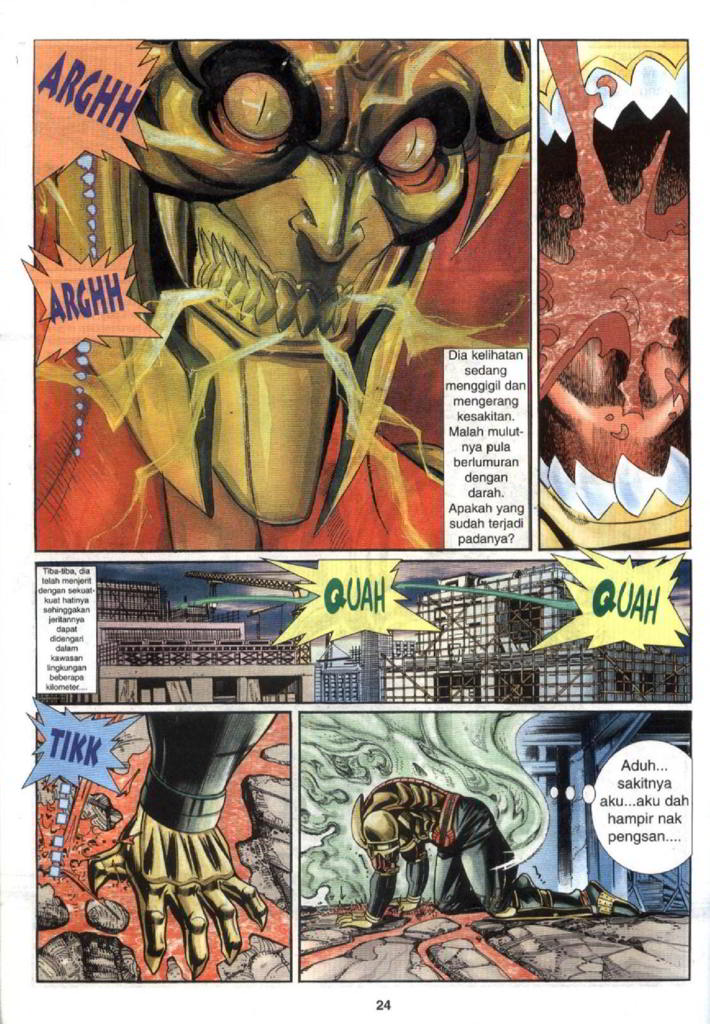 ARGHH
ARGHH
Dia kelihatan
sedang
menggigil dan
mengerang
kesakitan.
Malah mulut-
nya pula
berlumuran
dengan
darah.
Apakah yang
sudah terjadi
padanya?
Tiba-tiba, dia
telah menjerit
dengan sekuat-
kuat hatinya
sehinggakan
jeritannya
dapat
didengari
dalam
kawasan
lingkungan
beberapa
kilometer....
QUAH
QUAH
TIKK
Aduh...
sakitnya
aku...aku dah
hampir nak
pengsan....
24